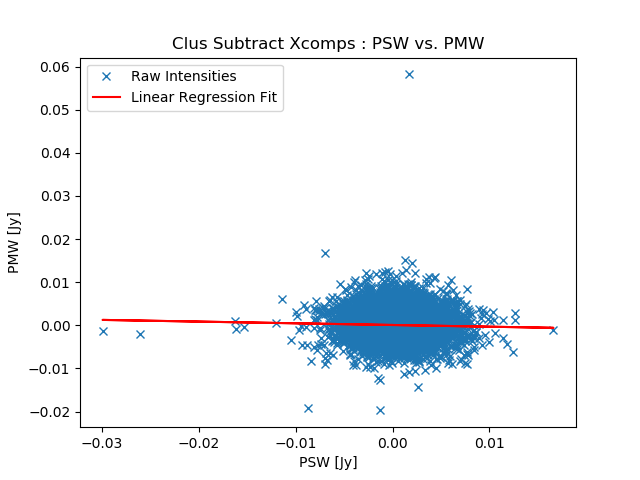 Clus Subtract Xcomps : PSW vs. PMW
Raw Intensities
Linear Regression Fit
0.06
0.05
0.04
0.03
0.02
0.01
0.00
−0.01
−0.02
PMW [Jy]
−0.03
−0.02
−0.01
0.00
0.01
PSW [Jy]